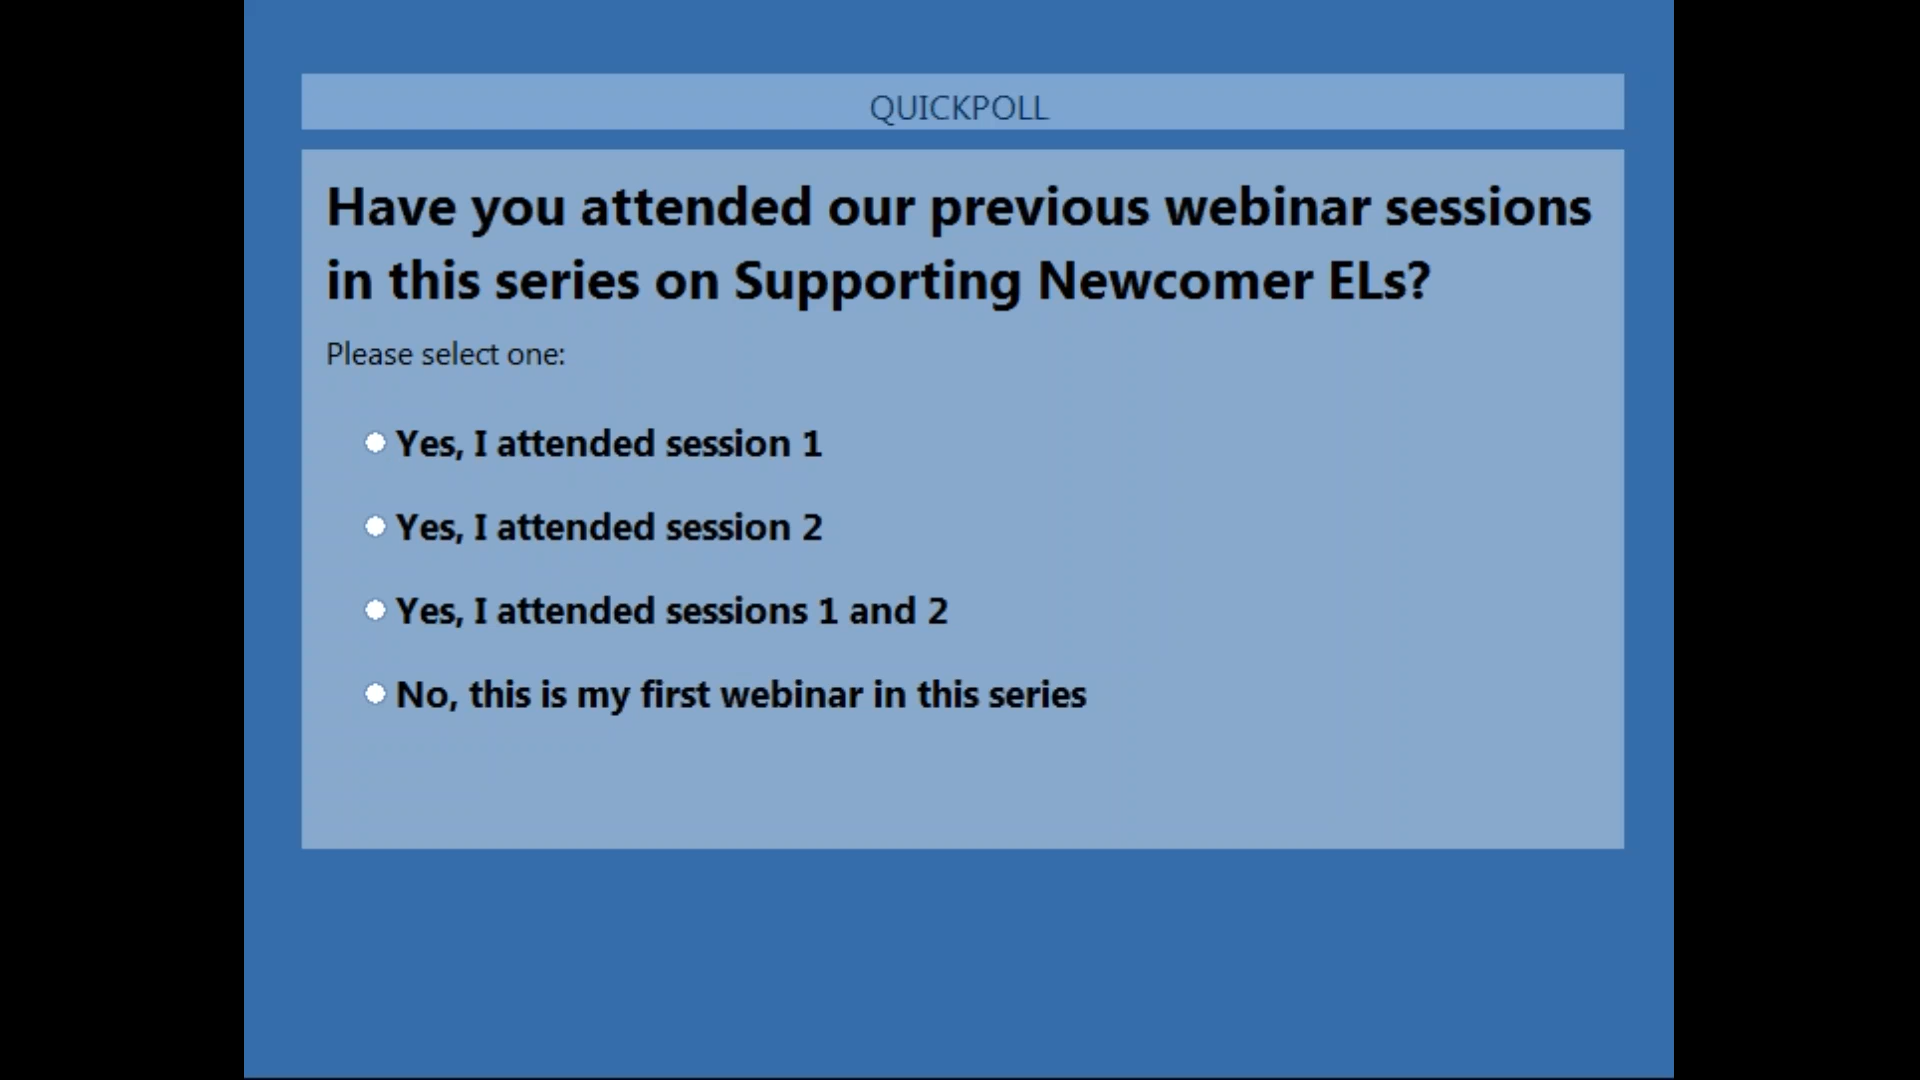 QUICKPOLL
Have you attended our previous webinar sessions
in this series on Supporting Newcomer ELs?
Please select one:
Yes, I attended session 1
Yes, I attended session 2
Yes, I attended sessions 1 and 2
No, this is my first webinar in this series